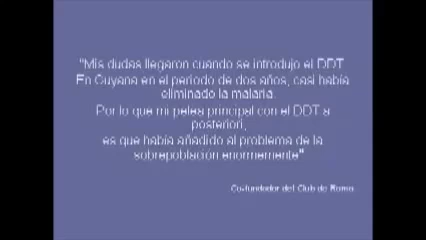 "Mis dudas llegaron cuando se introdujo el DDT.
En Guyana en el periodo de dos años, casi había
eliminado la malaria.
Por lo que mi pelea principal con el DDT a
posteriori,
es que había añadido al problema de la
sobrepoblación enormemente"
Co-fundador del Club de Roma